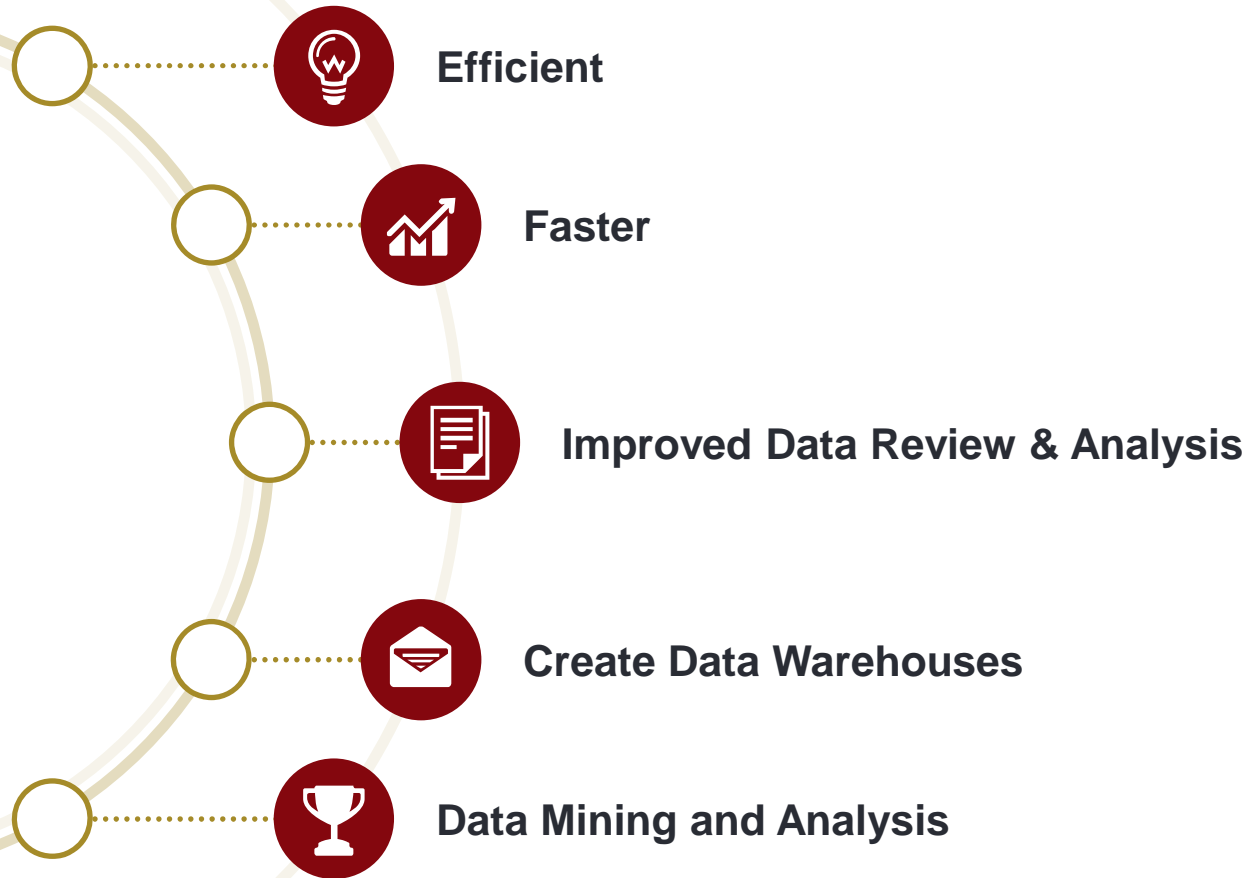 Efficient
Faster
Improved Data Review & Analysis
Create Data Warehouses
Data Mining and Analysis